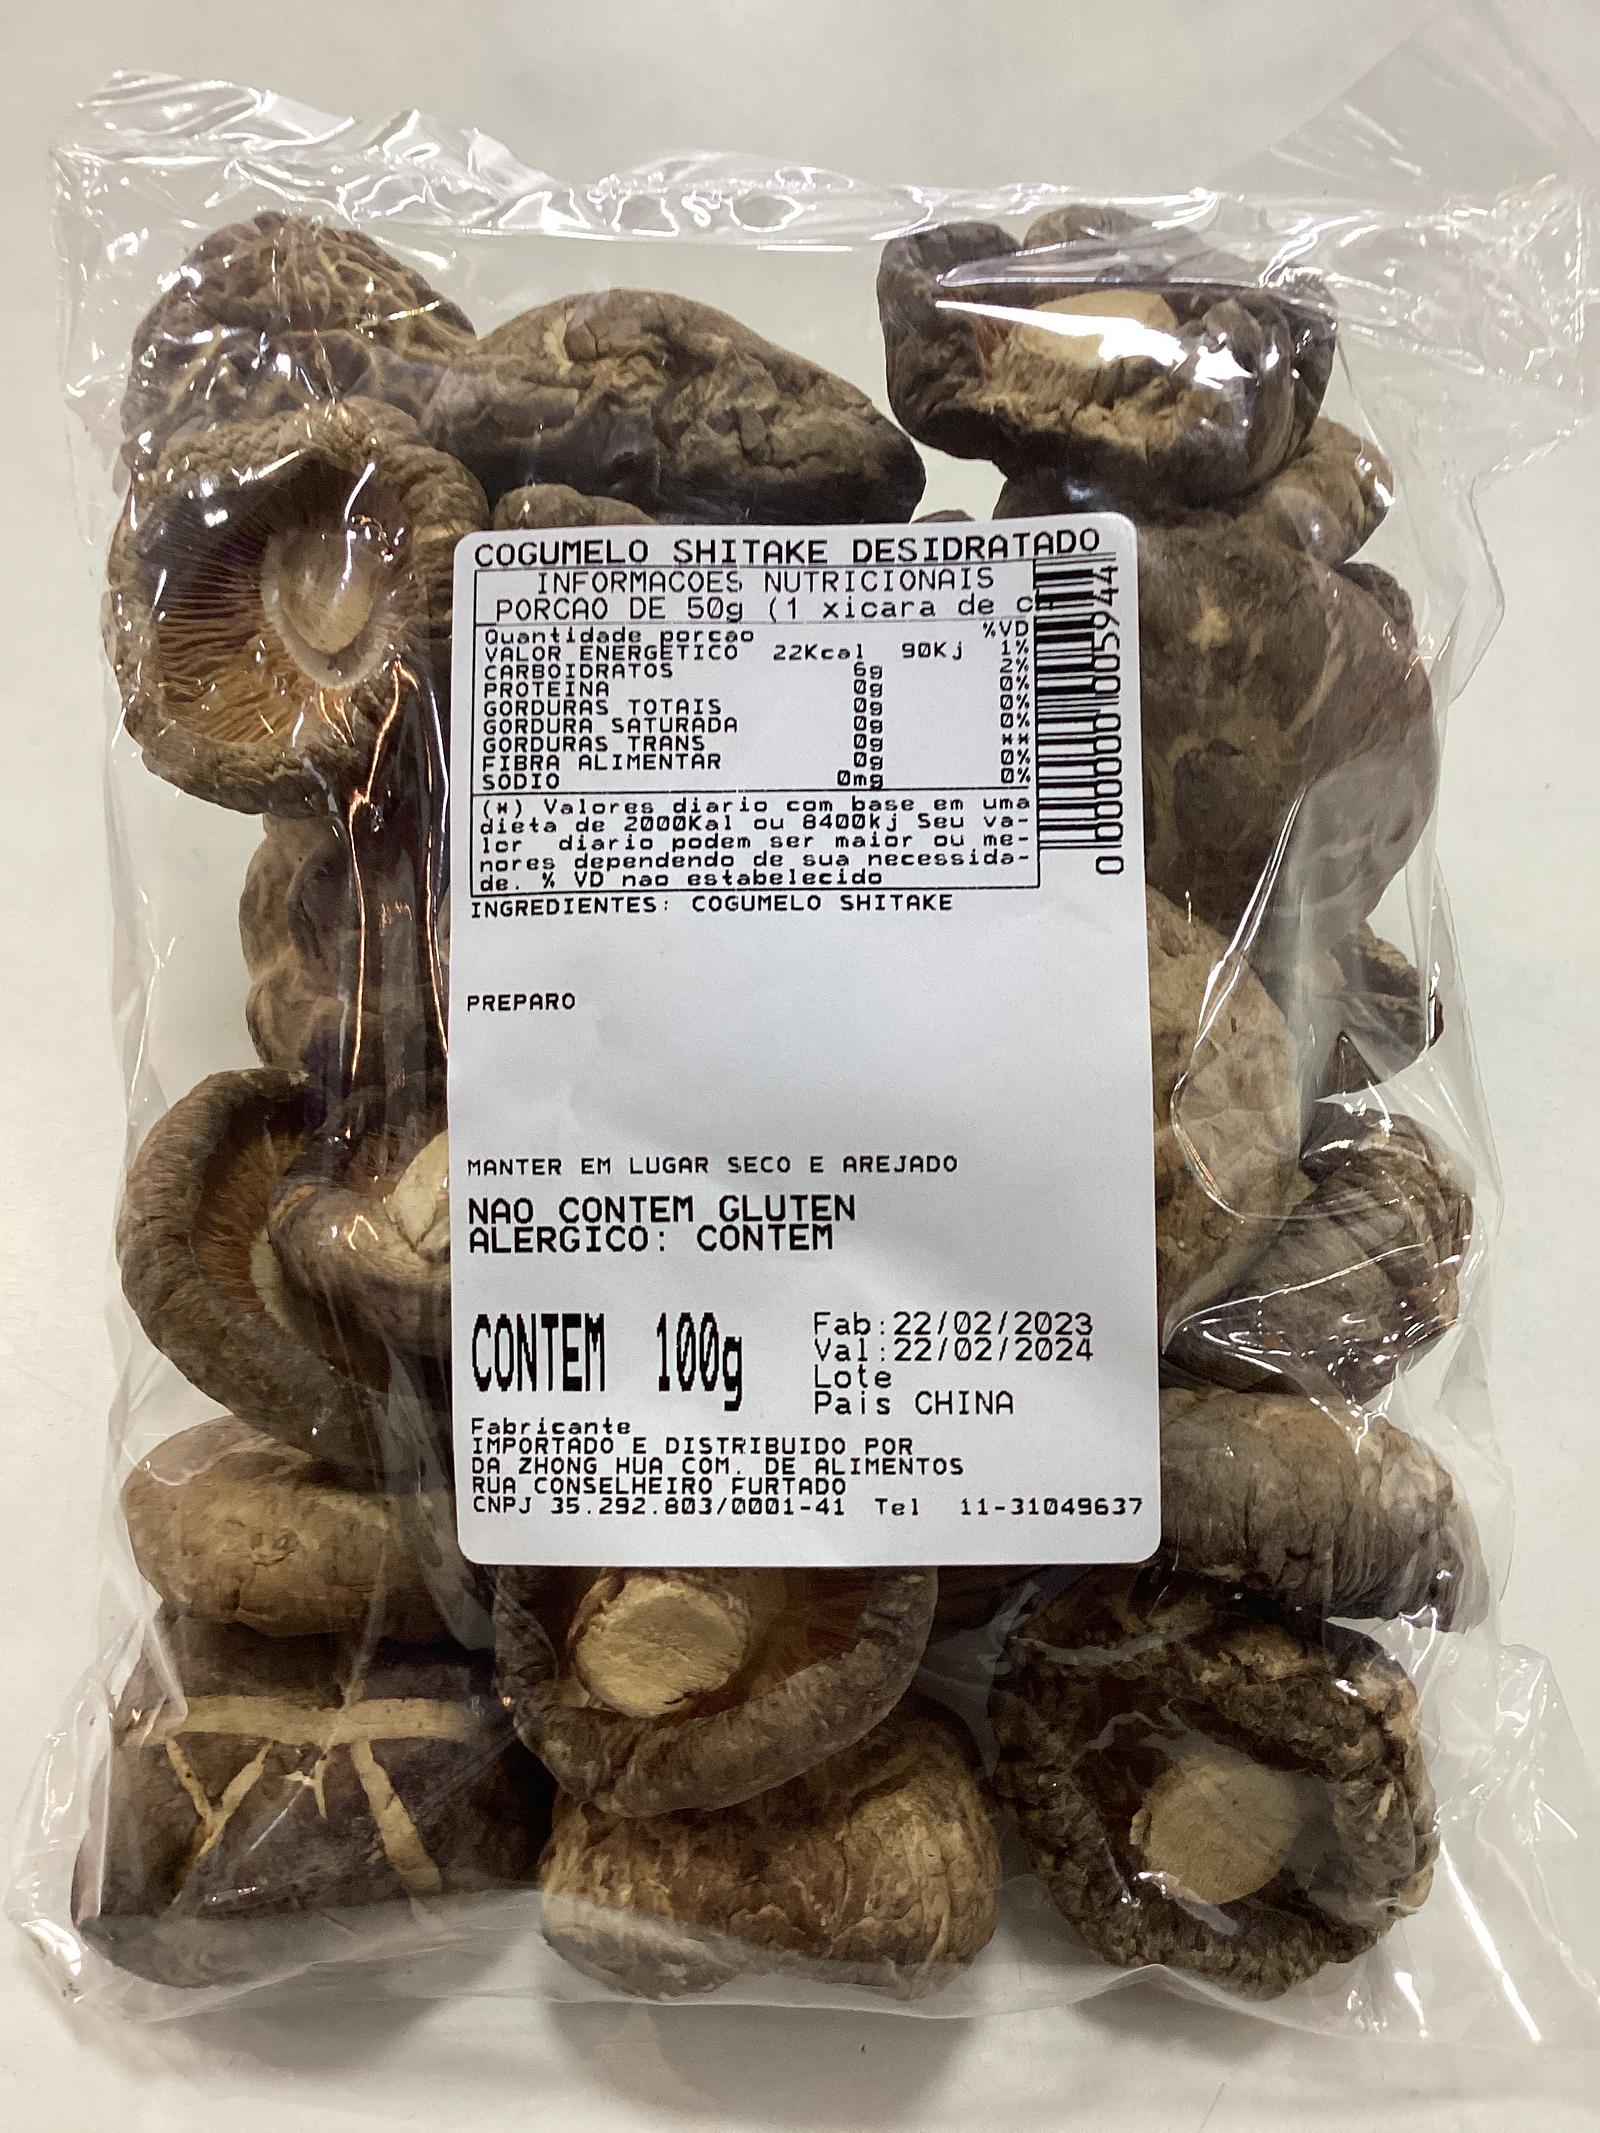 COGUMELO SHITAKE DESIDRATADO
INFORMACOES NUTRICIONAIS
PORCAO DE 50g (1 xicara de
Quantidade porcao %VD
VALOR ENERGETICO 22Kcal 90Kj 1%
CARBOIDRATOS 6g 2%
PROTEINA 0g 0%
GORDURAS TOTAIS 0g 0%
GORDURA SATURADA 0g 0%
GORDURAS TRANS 0g **
FIBRA ALIMENTAR 0g 0%
SODIO 0mg 0%
(*) Valores diario com base em uma
dieta de 2000Kal ou 8400kj Seu va-
lor diario podem ser maior ou me-
nores dependendo de sua necessida-
de. % VD nao estabelecido
0000000100594
INGREDIENTES: COGUMELO SHITAKE
PREPARO
MANTER EM LUGAR SECO E AREJADO
NAO CONTEM GLUTEN
ALERGICO: CONTEM
CONTEM 100g
Fab:22/02/2023
Val:22/02/2024
Lote
Pais CHINA
Fabricante
IMPORTADO E DISTRIBUIDO POR
DA ZHONG HUA COM. DE ALIMENTOS
RUA CONSELHEIRO FURTADO
CNPJ 35.292.803/0001-41 Tel 11-31049637